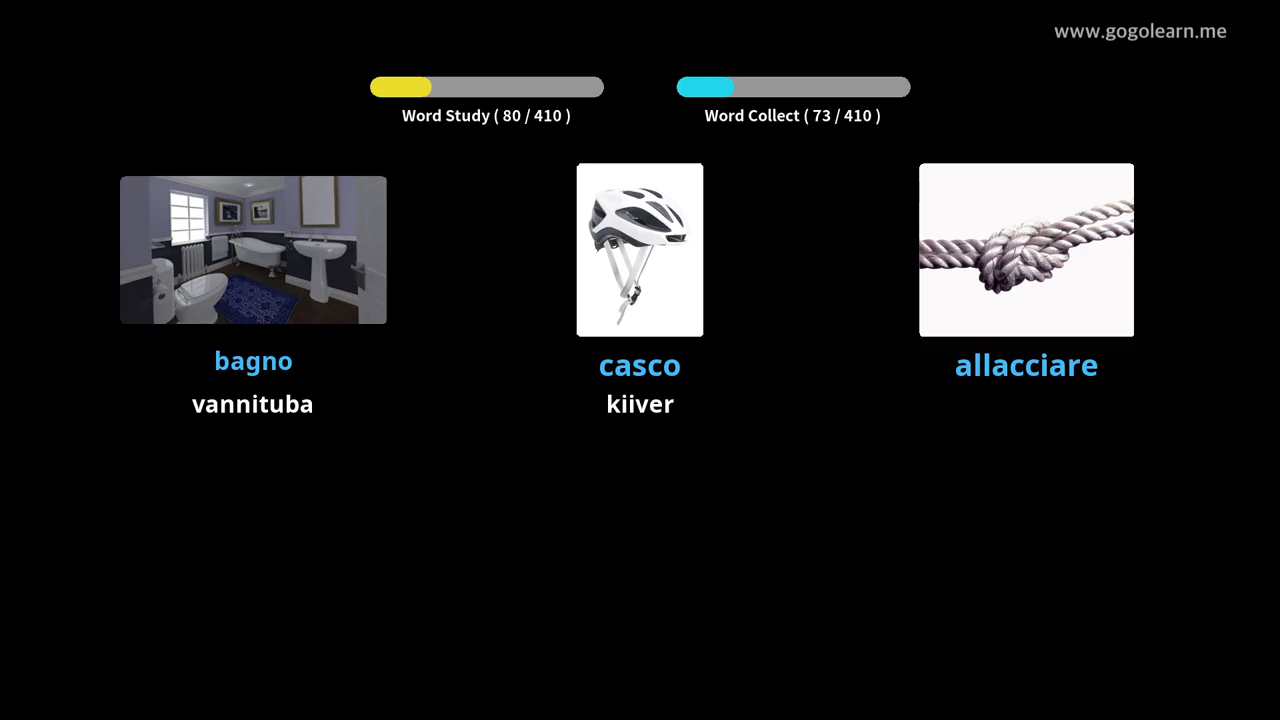 www.gogolearn.me
Word Study ( 80 / 410 )
Word Collect ( 73 / 410 )
bagno
casco
allacciare
vannituba
kiiver